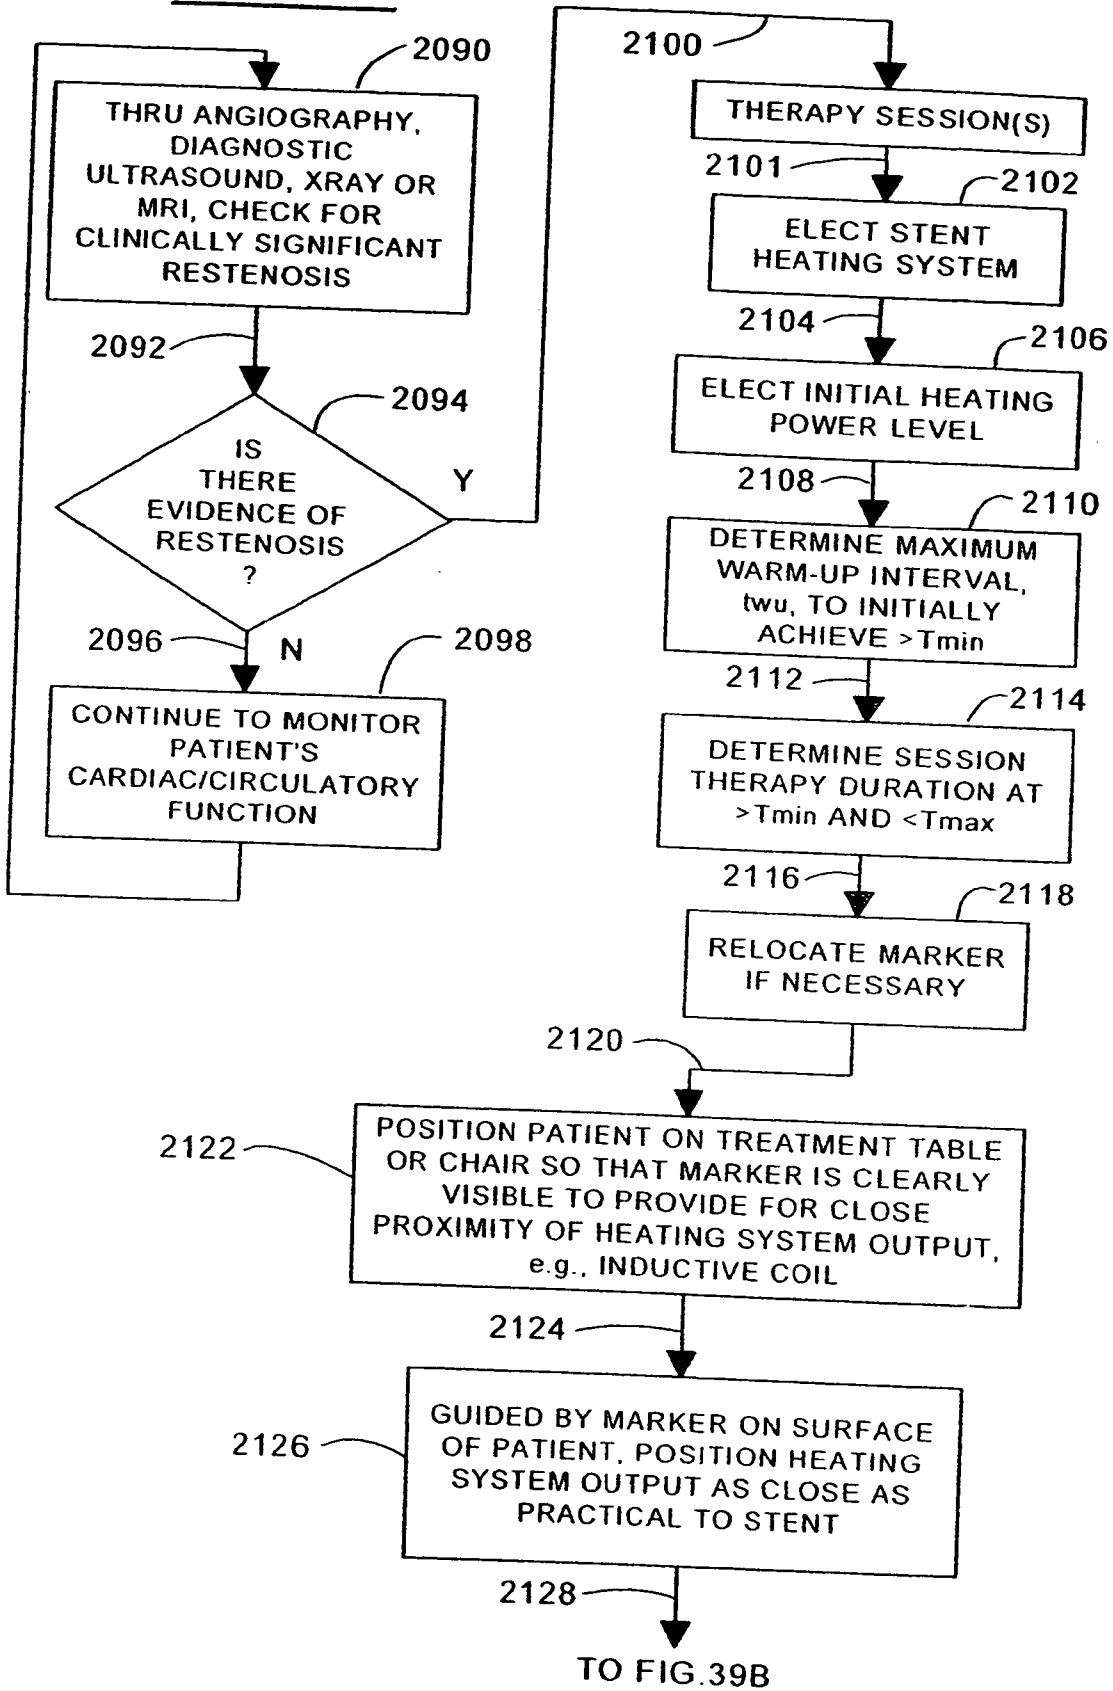 2090
THRU ANGIOGRAPHY,
DIAGNOSTIC
ULTRASOUND, XRAY OR
MRI, CHECK FOR
CLINICALLY SIGNIFICANT
RESTENOSIS
2092
2094
IS
THERE
EVIDENCE OF
RESTENOSIS
?
Y
2096
N
2098
CONTINUE TO MONITOR
PATIENT'S
CARDIAC/CIRCULATORY
FUNCTION
2100
THERAPY SESSION(S)
2101
2102
ELECT STENT
HEATING SYSTEM
2104
2106
ELECT INITIAL HEATING
POWER LEVEL
2108
2110
DETERMINE MAXIMUM
WARM-UP INTERVAL,
twu, TO INITIALLY
ACHIEVE >Tmin
2112
2114
DETERMINE SESSION
THERAPY DURATION AT
>Tmin AND <Tmax
2116
2118
RELOCATE MARKER
IF NECESSARY
2120
2122
POSITION PATIENT ON TREATMENT TABLE
OR CHAIR SO THAT MARKER IS CLEARLY
VISIBLE TO PROVIDE FOR CLOSE
PROXIMITY OF HEATING SYSTEM OUTPUT,
e.g., INDUCTIVE COIL
2124
2126
GUIDED BY MARKER ON SURFACE
OF PATIENT, POSITION HEATING
SYSTEM OUTPUT AS CLOSE AS
PRACTICAL TO STENT
2128
TO FIG.39B